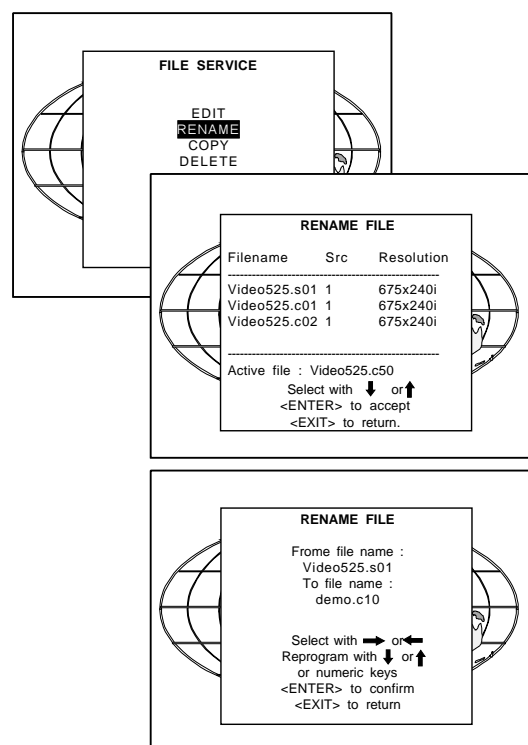 FILE SERVICE
EDIT
RENAME
COPY
DELETE
RENAME FILE
Filename Src Resolution
--------------------------------------------------------
Video525.s01 1 675x240i
Video525.c01 1 675x240i
Video525.c02 1 675x240i
--------------------------------------------------------
Active file : Video525.c50
Select with ⬇ or ⬆
<ENTER> to accept
<EXIT> to return.
RENAME FILE
Frome file name :
Video525.s01
To file name :
demo.c10
Select with ➡ or ⬅
Reprogram with ⬇ or ⬆
or numeric keys
<ENTER> to confirm
<EXIT> to return